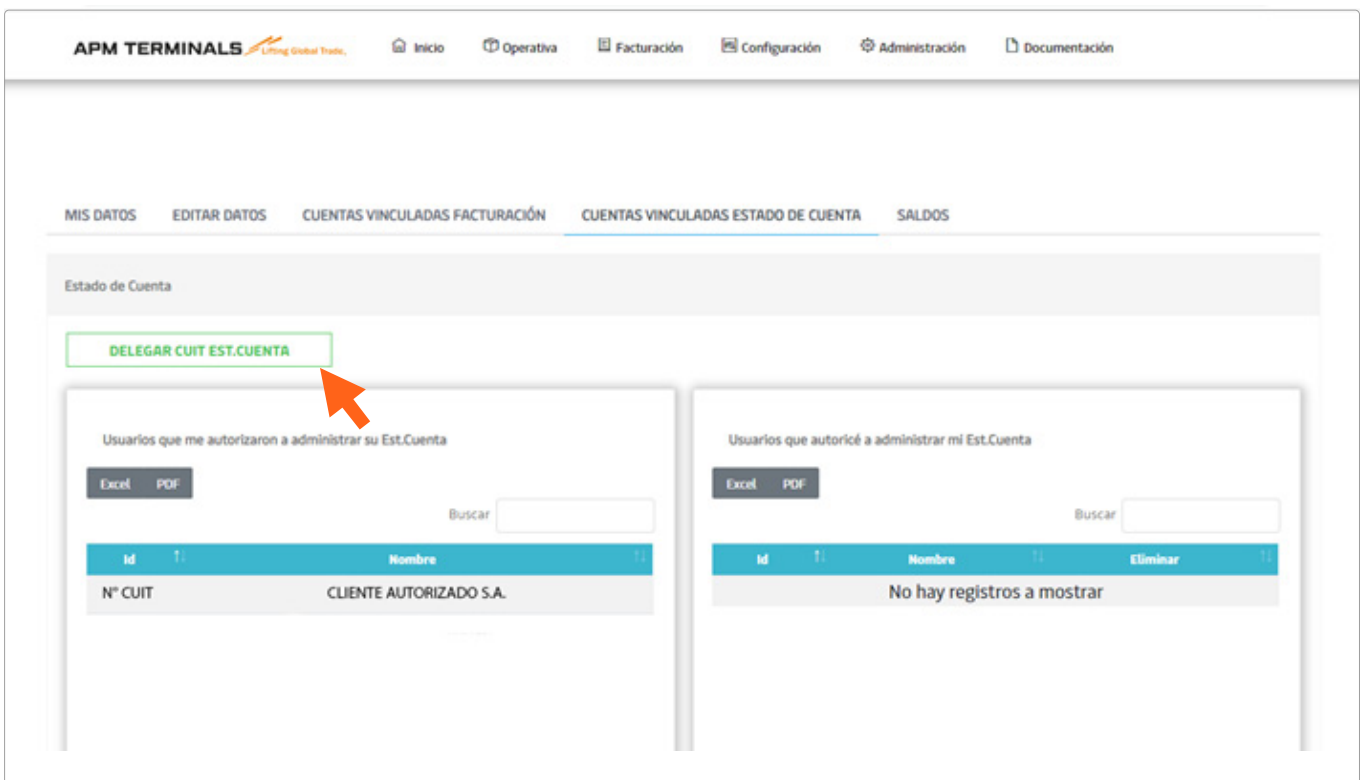 APM TERMINALS Lifting Global Trade. Inicio Operativa Facturación Configuración Administración Documentación
MIS DATOS EDITAR DATOS CUENTAS VINCULADAS FACTURACIÓN CUENTAS VINCULADAS ESTADO DE CUENTA SALDOS
Estado de Cuenta
DELEGAR CUIT EST.CUENTA
Usuarios que me autorizaron a administrar su Est.Cuenta
Excel PDF
Buscar
Id Nombre
N° CUIT CLIENTE AUTORIZADO S.A.
Usuarios que autoricé a administrar mi Est.Cuenta
Excel PDF
Buscar
Id Nombre Eliminar
No hay registros a mostrar